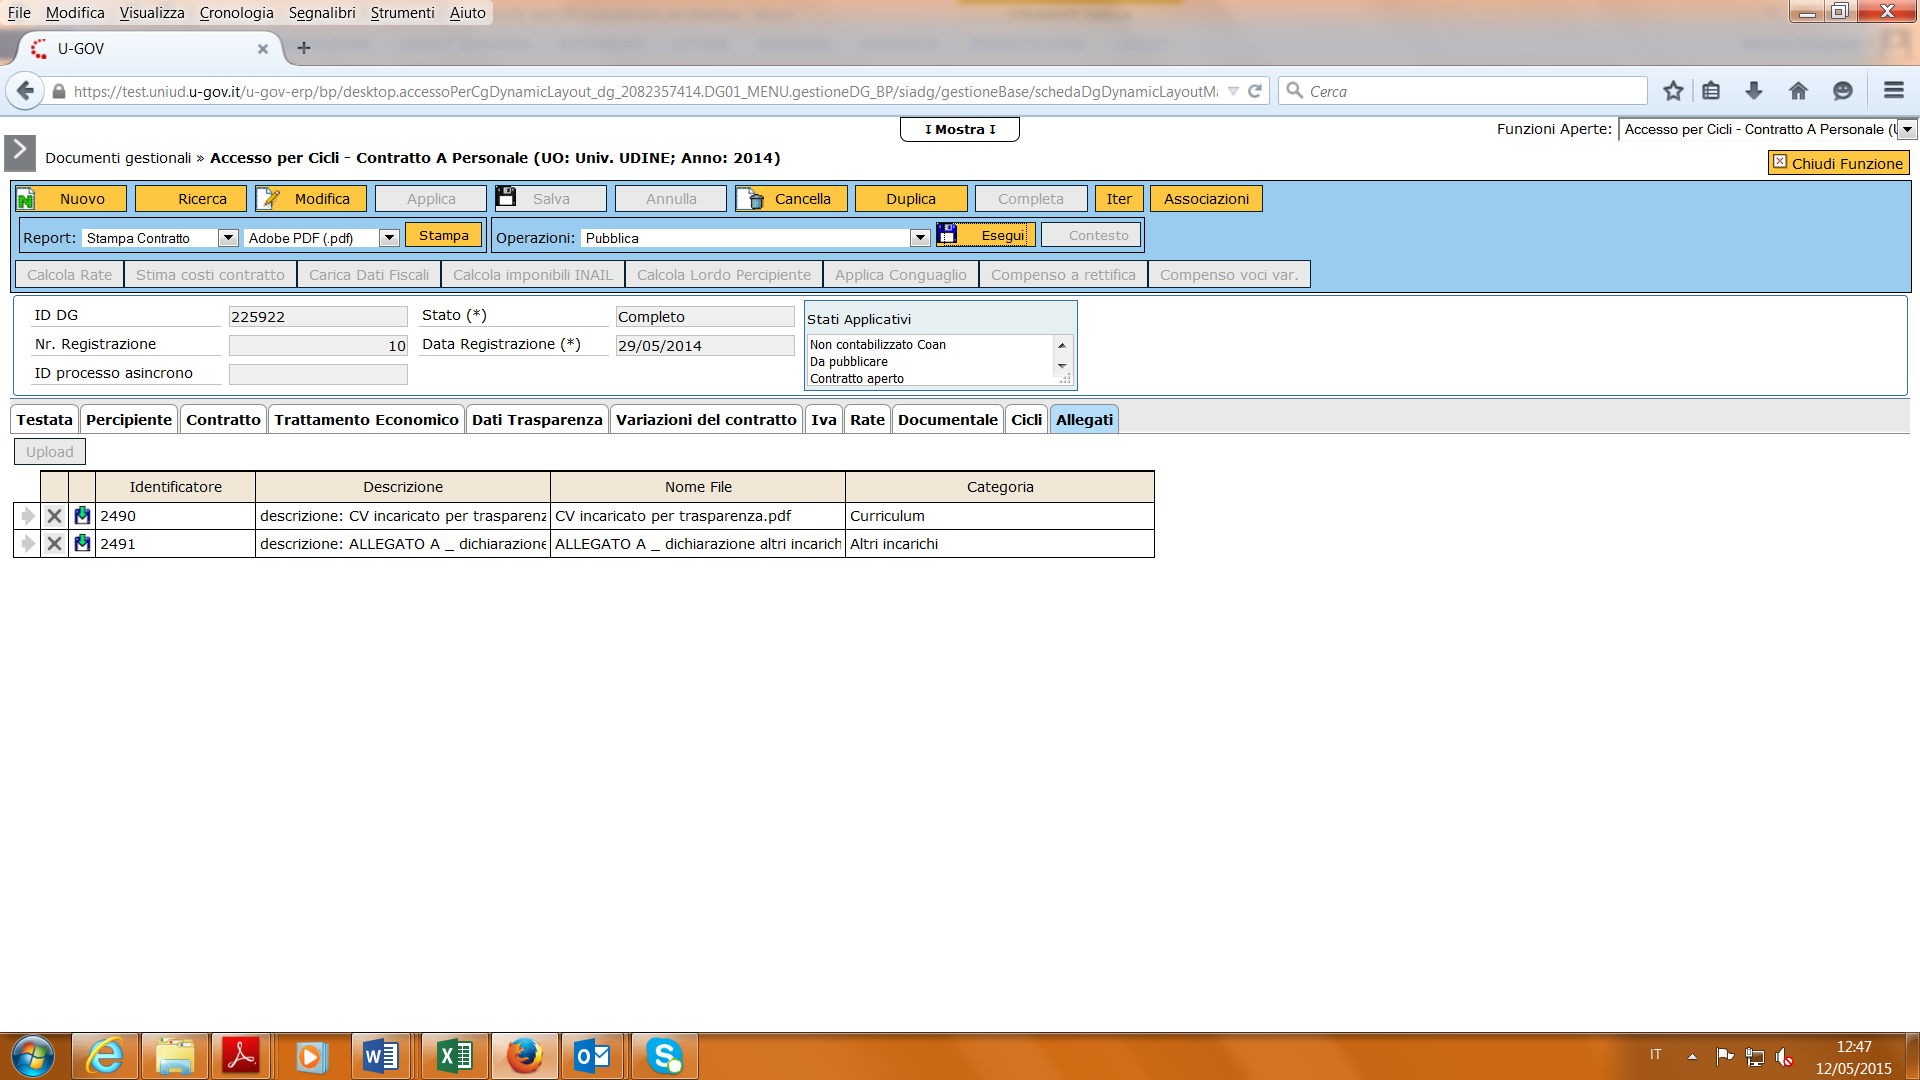 File Modifica Visualizza Cronologia Segnalibri Strumenti Aiuto
U-GOV
https://test.uniud.u-gov.it/u-gov-erp/bp/desktop.accessoPerCgDynamicLayout_dg_2082357414.DG01_MENU.gestioneDG_BP/siadg/gestioneBase/schedaDgDynamicLayoutMa
Cerca
Mostra
Funzioni Aperte: Accesso per Cicli - Contratto A Personale (U
Documenti gestionali » Accesso per Cicli - Contratto A Personale (UO: Univ. UDINE; Anno: 2014)
Chiudi Funzione
Nuovo Ricerca Modifica Applica Salva Annulla Cancella Duplica Completa Iter Associazioni
Report: Stampa Contratto Adobe PDF (.pdf) Stampa Operazioni: Pubblica Esegui Contesto
Calcola Rate Stima costi contratto Carica Dati Fiscali Calcola imponibili INAIL Calcola Lordo Percipiente Applica Conguaglio Compenso a rettifica Compenso voci var.
ID DG 225922 Stato (*) Completo
Nr. Registrazione 10 Data Registrazione (*) 29/05/2014
ID processo asincrono
Stati Applicativi
Non contabilizzato Coan
Da pubblicare
Contratto aperto
Testata Percipiente Contratto Trattamento Economico Dati Trasparenza Variazioni del contratto Iva Rate Documentale Cicli Allegati
Upload
Identificatore Descrizione Nome File Categoria
2490 descrizione: CV incaricato per trasparenz CV incaricato per trasparenza.pdf Curriculum
2491 descrizione: ALLEGATO A _ dichiarazione ALLEGATO A _ dichiarazione altri incarich Altri incarichi
IT
12:47
12/05/2015